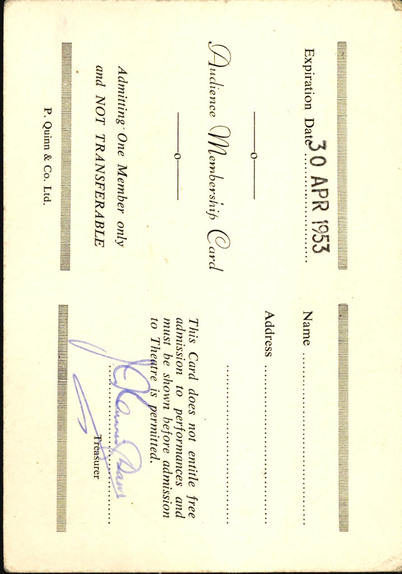 Expiration Date 30 APR 1953
Audience Membership Card
Admitting One Member only
and NOT TRANSFERABLE
P. Quinn & Co. Ltd.
Name
Address
This Card does not entitle free
admission to performances and
must be shown before admission
to Theatre is permitted.
Treasurer